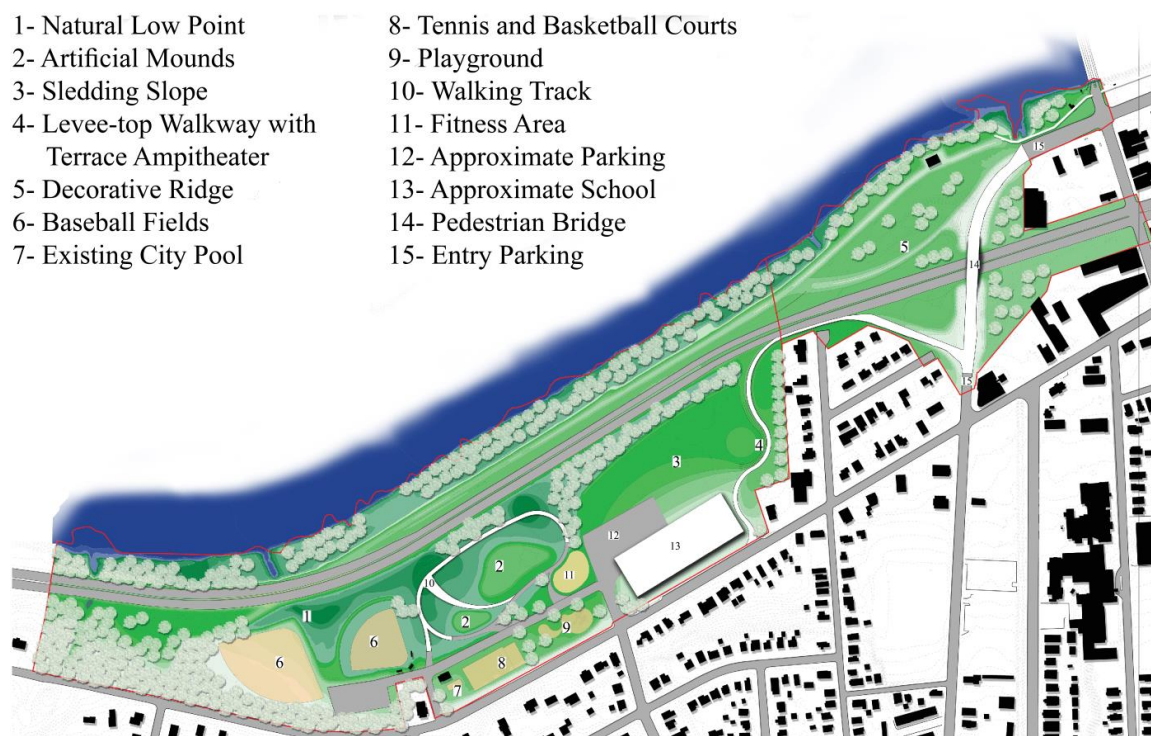 1- Natural Low Point
2- Artificial Mounds
3- Sledding Slope
4- Levee-top Walkway with
Terrace Ampitheater
5- Decorative Ridge
6- Baseball Fields
7- Existing City Pool
8- Tennis and Basketball Courts
9- Playground
10- Walking Track
11- Fitness Area
12- Approximate Parking
13- Approximate School
14- Pedestrian Bridge
15- Entry Parking
15
5
14
15
4
3
12
13
2
11
10
1
2
6
9
6
8
7